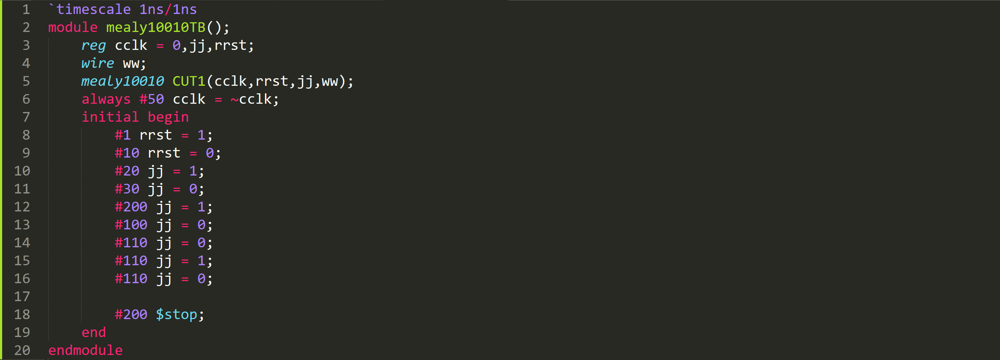 1 `timescale 1ns/1ns
2 module mealy10010TB();
3 reg cclk = 0,jj,rrst;
4 wire ww;
5 mealy10010 CUT1(cclk,rrst,jj,ww);
6 always #50 cclk = ~cclk;
7 initial begin
8 #1 rrst = 1;
9 #10 rrst = 0;
10 #20 jj = 1;
11 #30 jj = 0;
12 #200 jj = 1;
13 #100 jj = 0;
14 #110 jj = 0;
15 #110 jj = 1;
16 #110 jj = 0;
17
18 #200 $stop;
19 end
20 endmodule